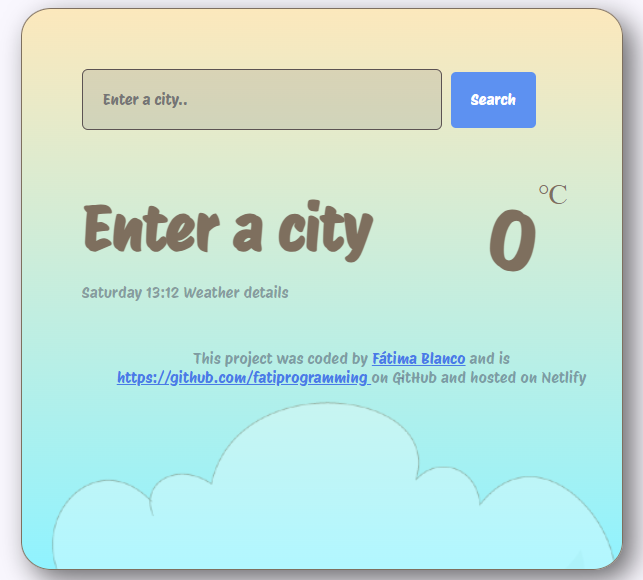 Enter a city..
Search
Enter a city
0 °C
Saturday 13:12 Weather details
This project was coded by Fátima Blanco and is
https://github.com/fatiprogramming on GitHub and hosted on Netlify